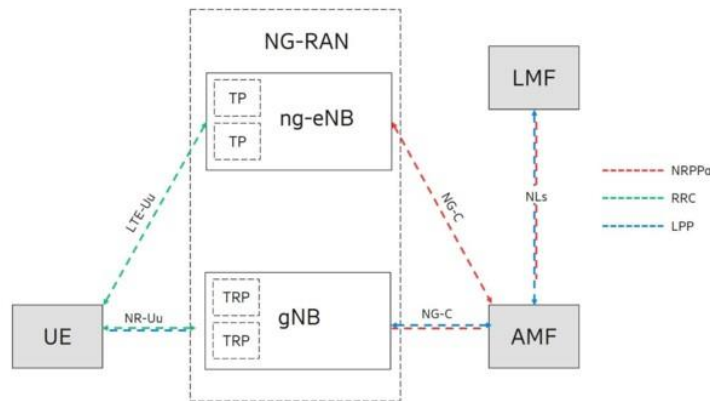 NG-RAN
TP
TP
ng-eNB
LMF
LTE-Uu
NG-C
NLs
NRPPa
RRC
LPP
UE
NR-Uu
TRP
TRP
gNB
NG-C
AMF